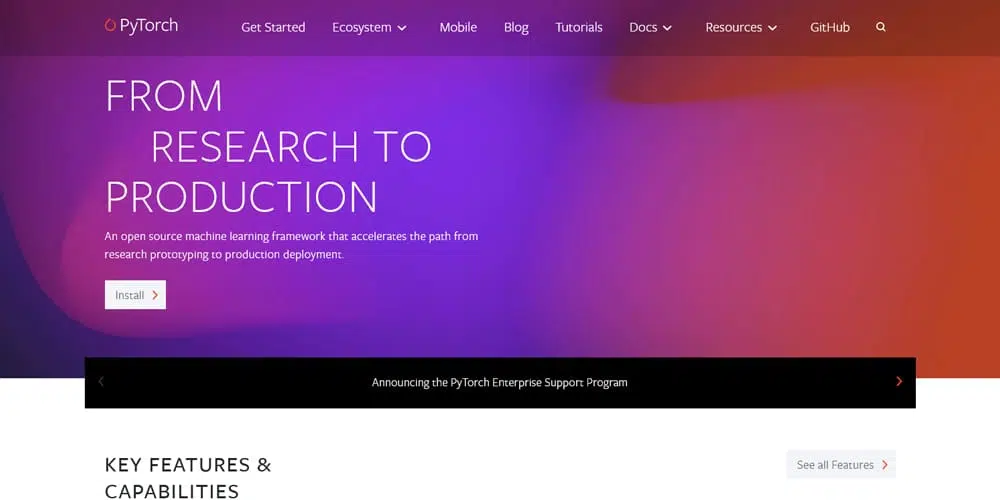 PyTorch Get Started Ecosystem Mobile Blog Tutorials Docs Resources GitHub
FROM
RESEARCH TO
PRODUCTION
An open source machine learning framework that accelerates the path from
research prototyping to production deployment.
Install
Announcing the PyTorch Enterprise Support Program
KEY FEATURES &
CAPABILITIES
See all Features